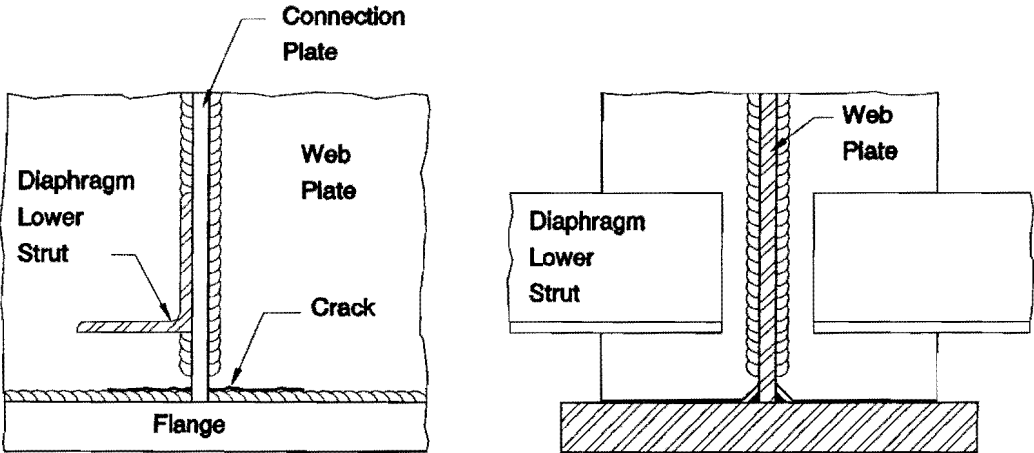 Connection
Plate
Web
Plate
Diaphragm
Lower
Strut
Crack
Flange
Web
Plate
Diaphragm
Lower
Strut